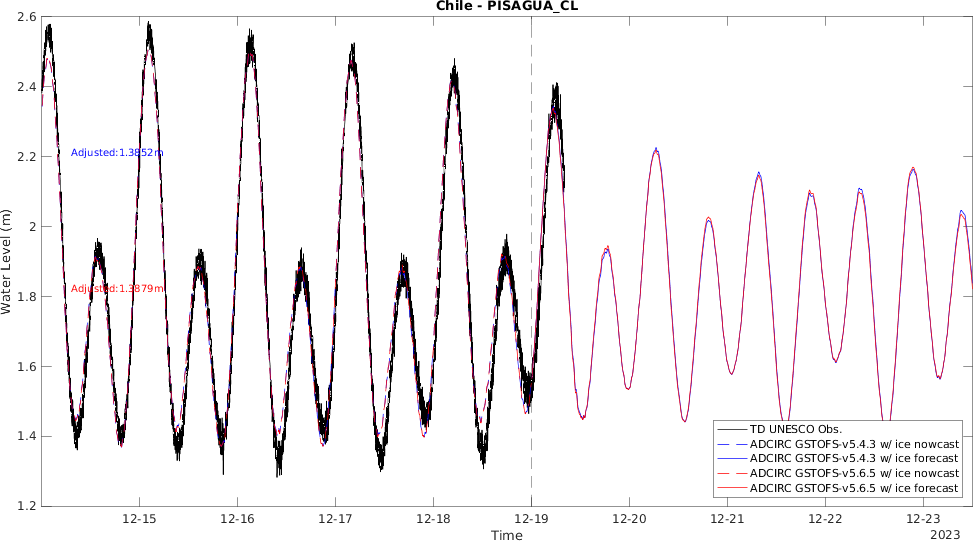 Chile - PISAGUA_CL
2.6
2.4
2.2
2
1.8
1.6
1.4
1.2
Water Level (m)
Adjusted:1.3852m
Adjusted:1.3879m
TD UNESCO Obs.
ADCIRC GSTOFS-v5.4.3 w/ ice nowcast
ADCIRC GSTOFS-v5.4.3 w/ ice forecast
ADCIRC GSTOFS-v5.6.5 w/ ice nowcast
ADCIRC GSTOFS-v5.6.5 w/ ice forecast
12-15 12-16 12-17 12-18 12-19 12-20 12-21 12-22 12-23
Time
2023